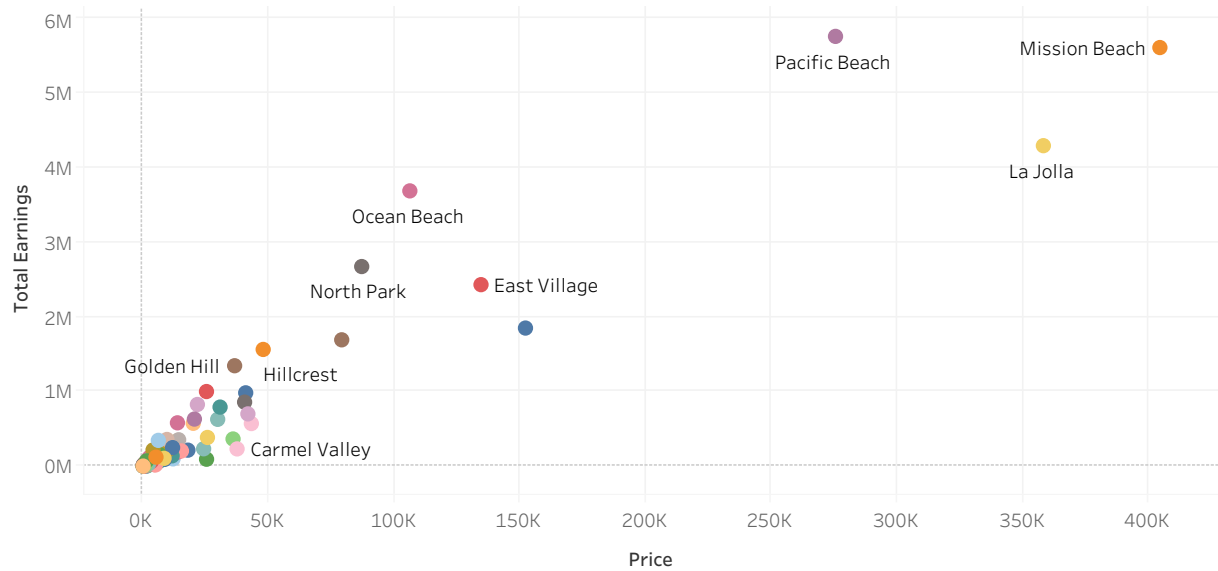 6M
Mission Beach
Pacific Beach
5M
4M
La Jolla
Ocean Beach
3M
North Park
East Village
2M
Golden Hill
Hillcrest
1M
Carmel Valley
0M
Total Earnings
0K
50K
100K
150K
200K
250K
300K
350K
400K
Price